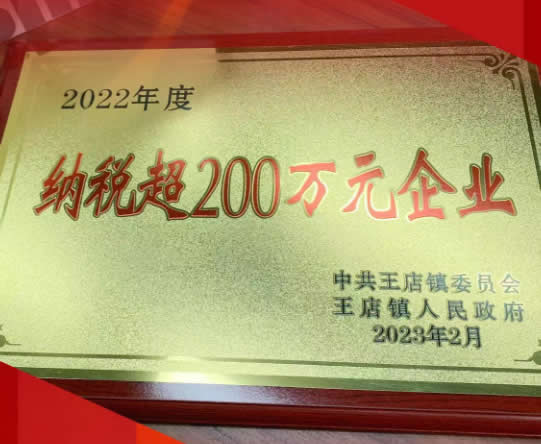 2022年度
纳税超200万元企业
中共王店镇委员会
王店镇人民政府
2023年2月